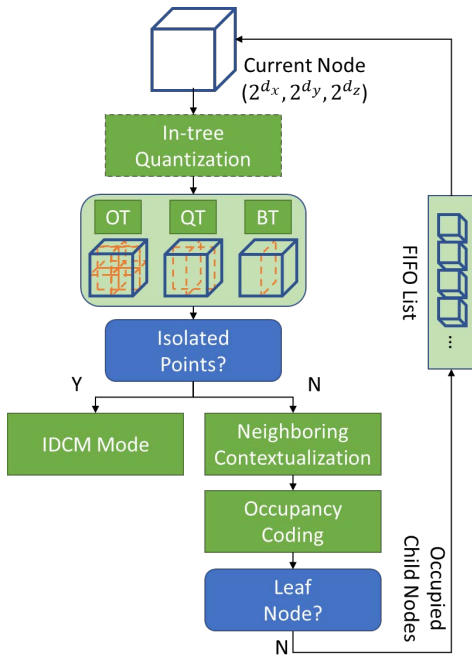 Current Node
(2^{d_x}, 2^{d_y}, 2^{d_z})
In-tree
Quantization
OT
QT
BT
FIFO List
...
Isolated
Points?
Y
N
IDCM Mode
Neighboring
Contextualization
Occupancy
Coding
Occupied
Child Nodes
Leaf
Node?
N